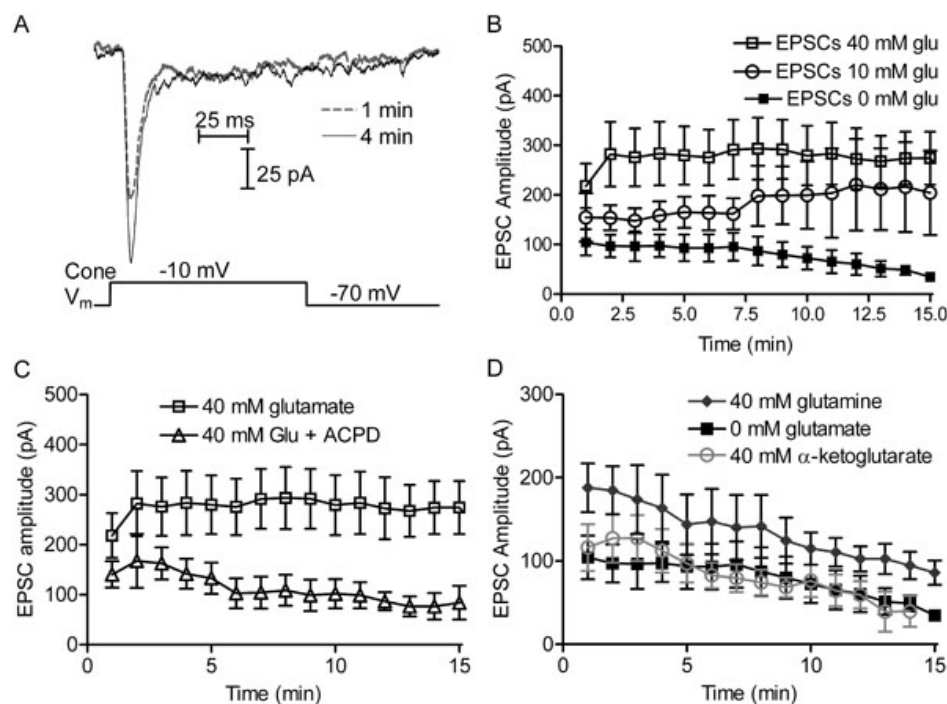 A
1 min
4 min
25 ms
25 pA
Cone
Vm
-10 mV
-70 mV
B
500
400
300
200
100
0
EPSC Amplitude (pA)
EPSCs 40 mM glu
EPSCs 10 mM glu
EPSCs 0 mM glu
0.0 2.5 5.0 7.5 10.0 12.5 15.0
Time (min)
C
500
400
300
200
100
0
EPSC amplitude (pA)
40 mM glutamate
40 mM Glu + ACPD
0 5 10 15
Time (min)
D
300
200
100
0
EPSC Amplitude (pA)
40 mM glutamine
0 mM glutamate
40 mM α-ketoglutarate
0 5 10 15
Time (min)